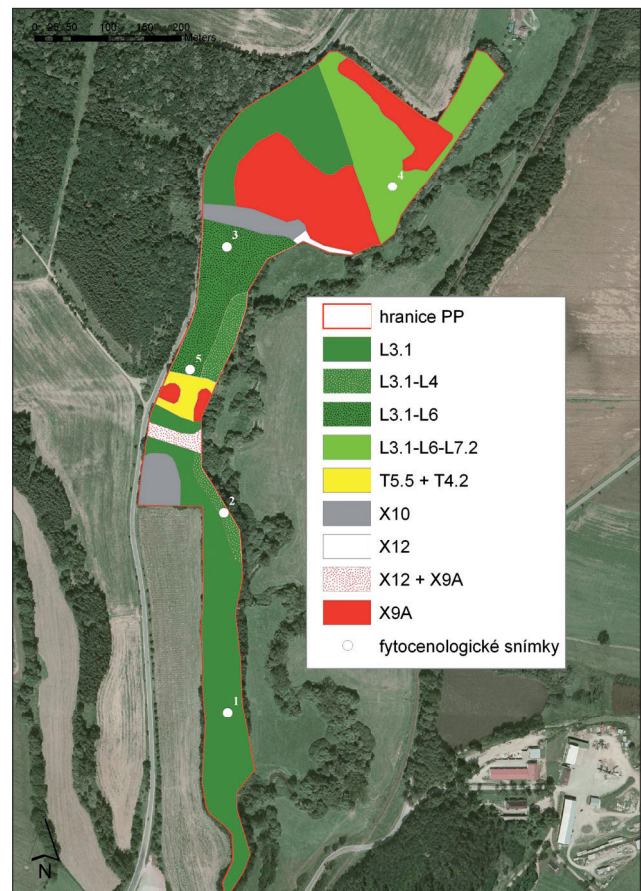 0 25 50 100 150 200
Meters
4
3
5
2
1
hranice PP
L3.1
L3.1-L4
L3.1-L6
L3.1-L6-L7.2
T5.5 + T4.2
X10
X12
X12 + X9A
X9A
fytocenologické snímky
N